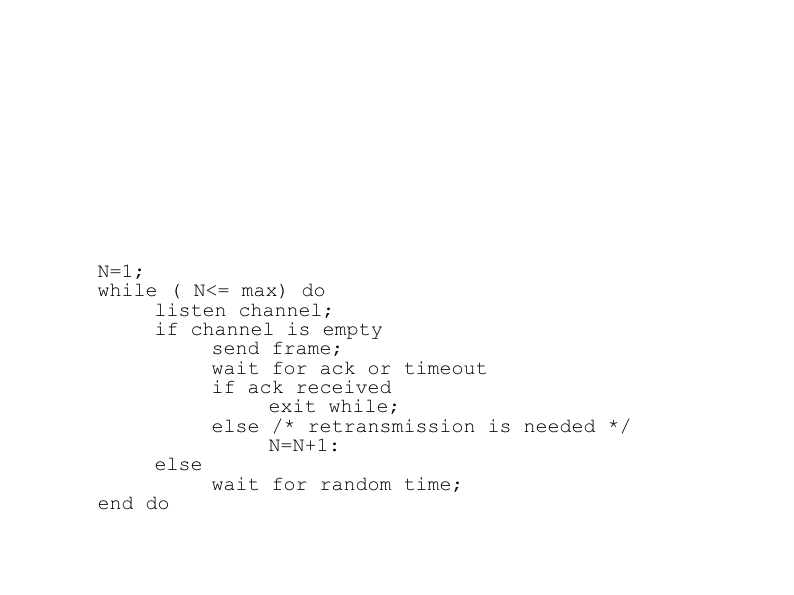 N=1;
while ( N<= max) do
listen channel;
if channel is empty
send frame;
wait for ack or timeout
if ack received
exit while;
else /* retransmission is needed */
N=N+1:
else
wait for random time;
end do